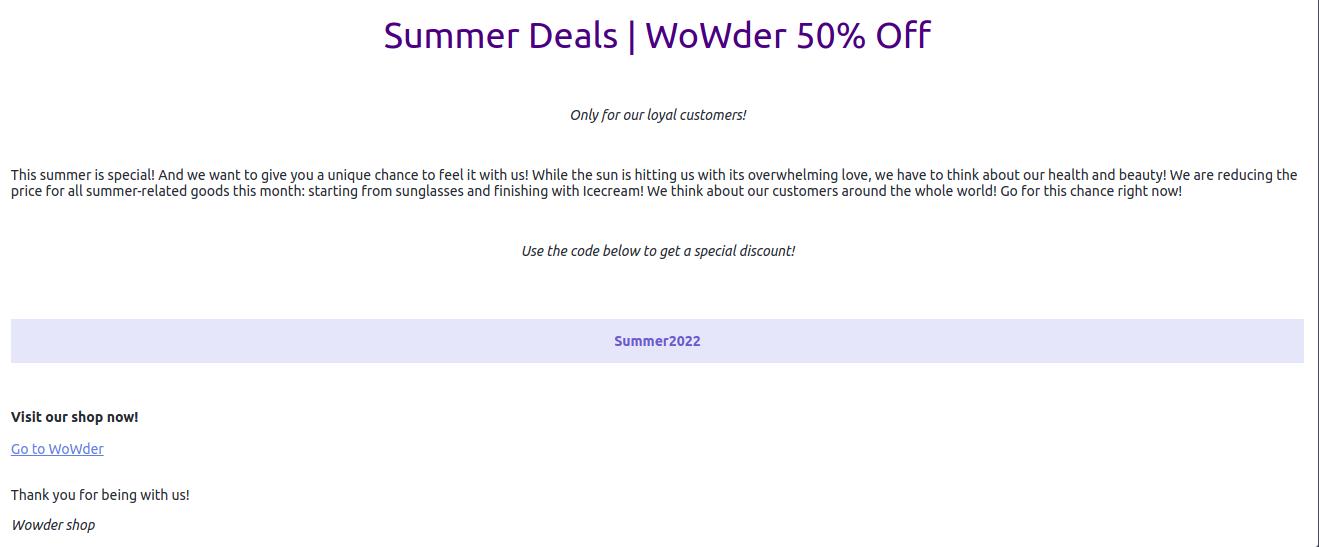 Summer Deals | WoWder 50% Off
Only for our loyal customers!
This summer is special! And we want to give you a unique chance to feel it with us! While the sun is hitting us with its overwhelming love, we have to think about our health and beauty! We are reducing the
price for all summer-related goods this month: starting from sunglasses and finishing with Icecream! We think about our customers around the whole world! Go for this chance right now!
Use the code below to get a special discount!
Summer2022
Visit our shop now!
Go to WoWder
Thank you for being with us!
Wowder shop